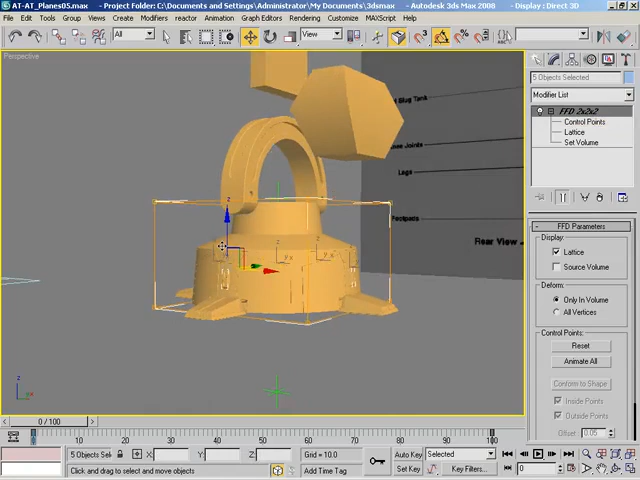 AT-AT_Planes05.max - Project Folder: C:\Documents and Settings\Administrator\My Documents\3dsmax - Autodesk 3ds Max 2008 - Display : Direct 3D
File Edit Tools Group Views Create Modifiers reactor Animation Graph Editors Rendering Customize MAXScript Help
All View
Perspective
5 Objects Selected
Modifier List
FFD 2x2x2
Control Points
Lattice
Set Volume
Slug Tank
Joints
Legs
Footpads
Rear View
z
z
y x
y x
FFD Parameters
Display:
Lattice
Source Volume
Deform:
Only In Volume
All Vertices
Control Points:
Reset
Animate All
Conform to Shape
Inside Points
Outside Points
Offset : 0.05
z
0 / 100
0 10 20 30 40 50 60 70 80 90 100
5 Objects Selected X: Y: Z: Grid = 10.0 Auto Key Selected
Click and drag to select and move objects Add Time Tag Set Key Key Filters... 0